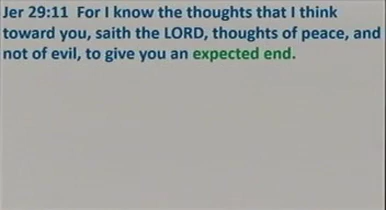 Jer 29:11  For I know the thoughts that I think
toward you, saith the LORD, thoughts of peace, and
not of evil, to give you an expected end.